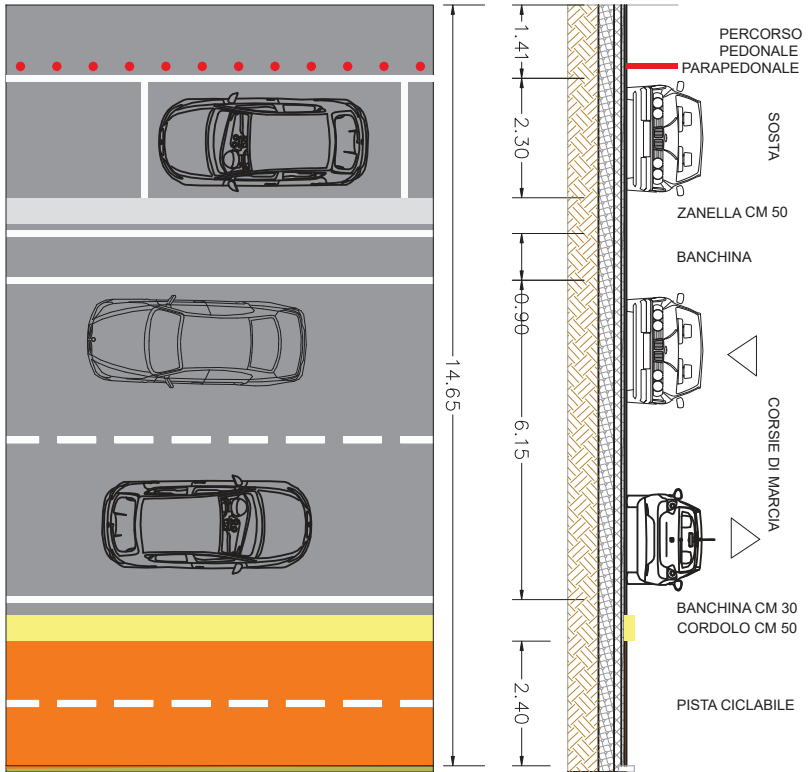 1.41
PERCORSO
PEDONALE
PARAPEDONALE
2.30
SOSTA
ZANELLA CM 50
BANCHINA
0.90
14.65
6.15
CORSIE DI MARCIA
BANCHINA CM 30
CORDOLO CM 50
2.40
PISTA CICLABILE